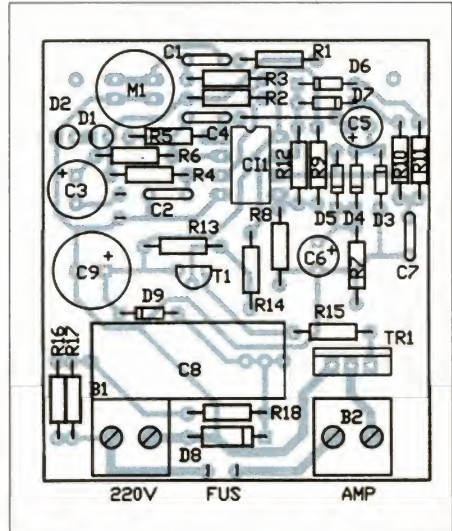 C1
R1
M1
R3
D6
R2
D7
D2
D1
C4
C5
R5
CI1
R6
R12
R9
R10
R11
R4
C3
C2
D5
D4
D3
R13
R8
C9
T1
C6
R7
C7
R14
D9
R15
R16
R17
C8
TR1
B1
R18
B2
D8
220V
FUS
AMP